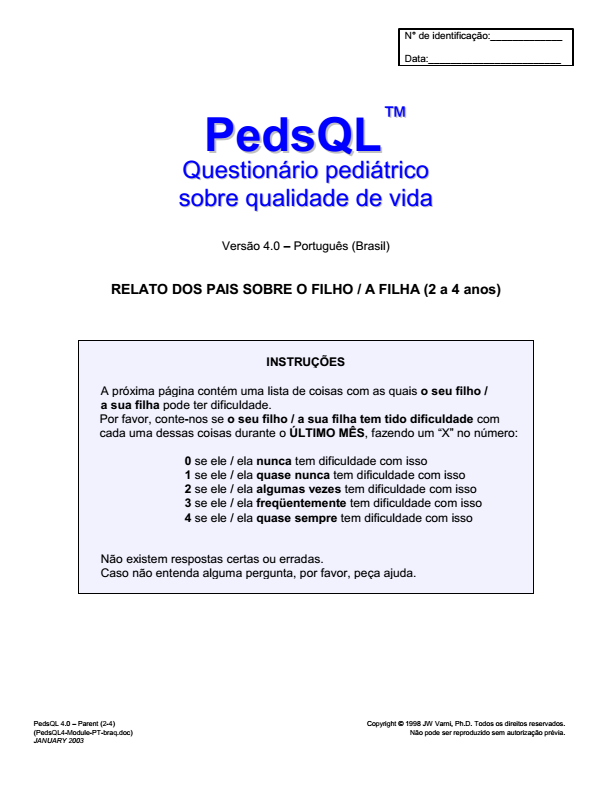 N° de identificação:_____________
Data:________________________
PedsQL™
Questionário pediátrico
sobre qualidade de vida
Versão 4.0 – Português (Brasil)
RELATO DOS PAIS SOBRE O FILHO / A FILHA (2 a 4 anos)
INSTRUÇÕES
A próxima página contém uma lista de coisas com as quais o seu filho /
a sua filha pode ter dificuldade.
Por favor, conte-nos se o seu filho / a sua filha tem tido dificuldade com
cada uma dessas coisas durante o ÚLTIMO MÊS, fazendo um “X” no número:
0 se ele / ela nunca tem dificuldade com isso
1 se ele / ela quase nunca tem dificuldade com isso
2 se ele / ela algumas vezes tem dificuldade com isso
3 se ele / ela freqüentemente tem dificuldade com isso
4 se ele / ela quase sempre tem dificuldade com isso
Não existem respostas certas ou erradas.
Caso não entenda alguma pergunta, por favor, peça ajuda.
PedsQL 4.0 – Parent (2-4)
(PedsQL4-Module-PT-braq.doc)
JANUARY 2003
Copyright © 1998 JW Varni, Ph.D. Todos os direitos reservados.
Não pode ser reproduzido sem autorização prévia.